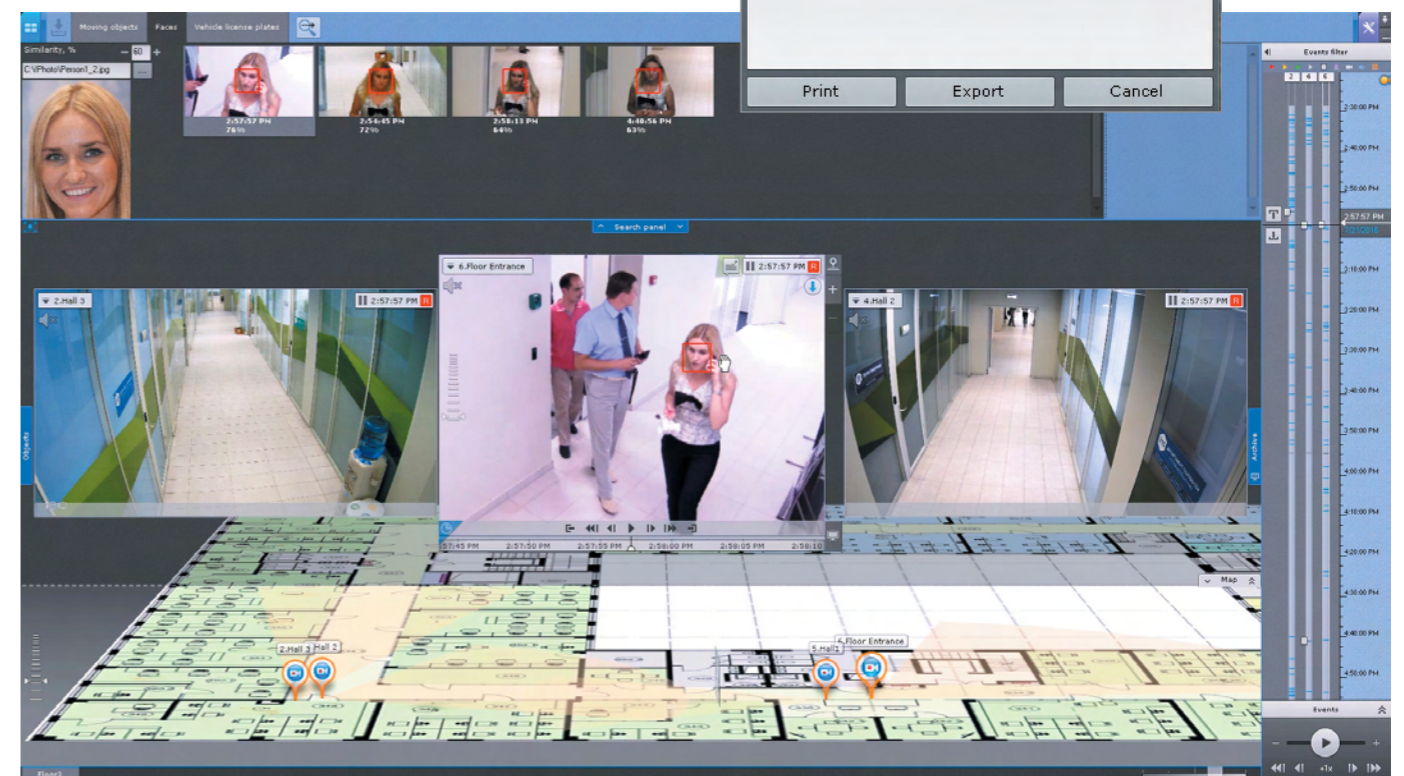 Moving objects
Faces
Vehicle license plates
Similarity, %
60
C:\Photo\Person1_2.jpg
2:57:57 PM
76%
2:54:45 PM
72%
2:58:13 PM
64%
4:48:56 PM
63%
Print
Export
Cancel
Events filter
2 4 6
2:30:00 PM
2:40:00 PM
2:50:00 PM
2:57:57 PM
3:10:00 PM
3:20:00 PM
3:30:00 PM
3:40:00 PM
3:50:00 PM
4:00:00 PM
4:10:00 PM
4:20:00 PM
4:30:00 PM
4:40:00 PM
4:50:00 PM
Search panel
6.Floor Entrance
2:57:57 PM R
2.Hall 3
2:57:57 PM R
4.Hall 2
2:57:57 PM R
Objects
Archive
57:45 PM 2:57:50 PM 2:57:55 PM 2:58:00 PM 2:58:05 PM 2:58:10
Map
2.Hall 3
Hall 2
5.Hall1
6.Floor Entrance
Events
1x